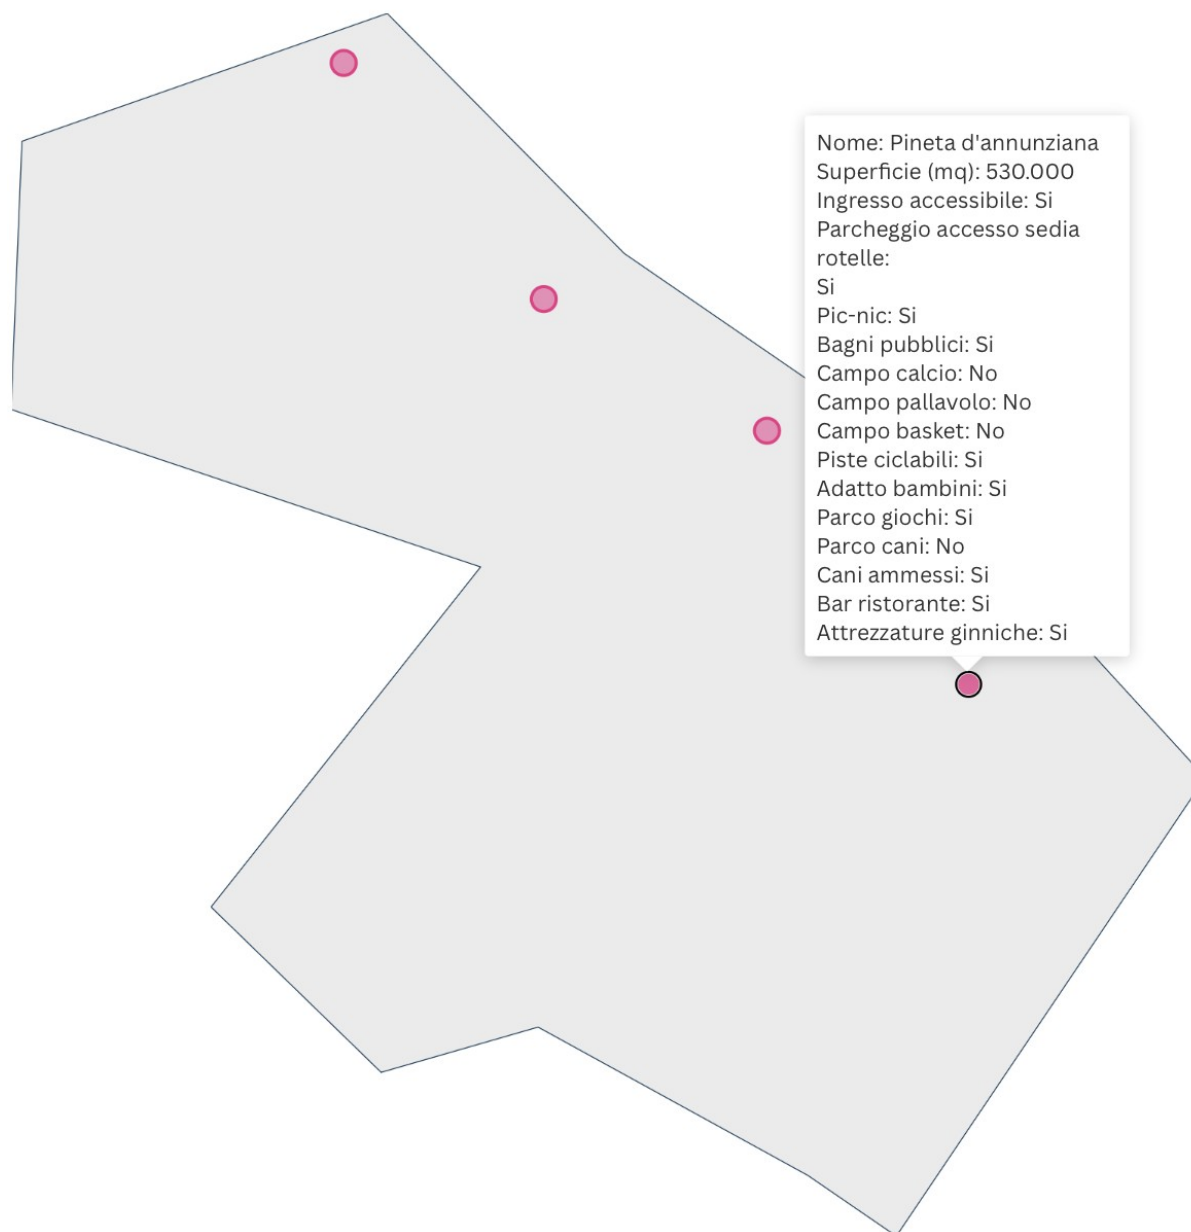 Nome: Pineta d'annunziana
Superficie (mq): 530.000
Ingresso accessibile: Si
Parcheggio accesso sedia
rotelle:
Si
Pic-nic: Si
Bagni pubblici: Si
Campo calcio: No
Campo pallavolo: No
Campo basket: No
Piste ciclabili: Si
Adatto bambini: Si
Parco giochi: Si
Parco cani: No
Cani ammessi: Si
Bar ristorante: Si
Attrezzature ginniche: Si